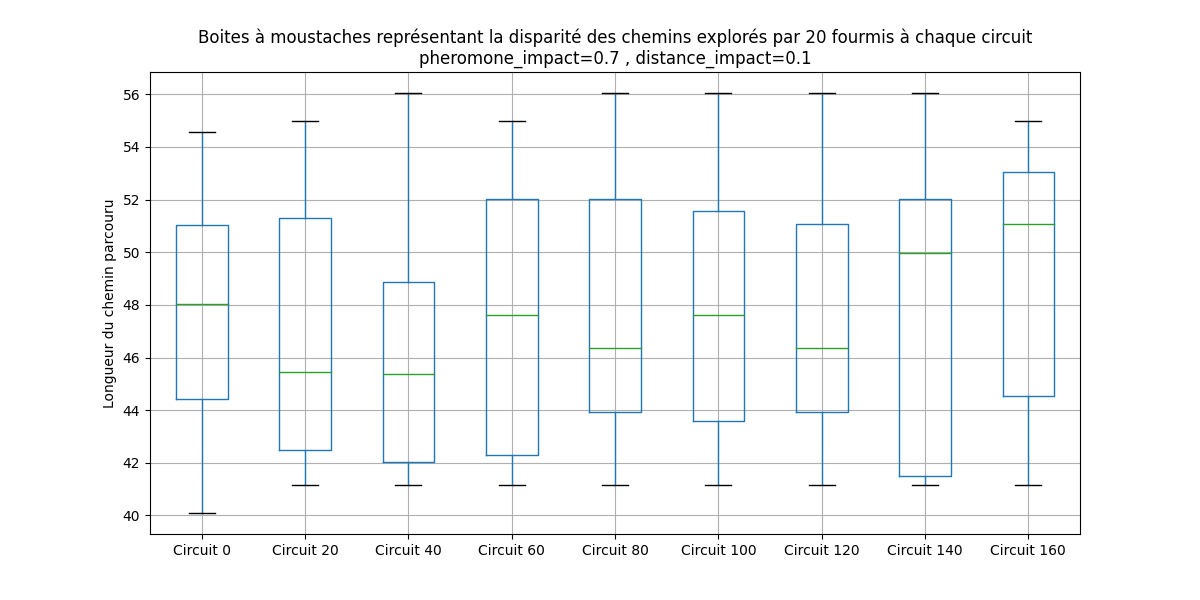 Boites à moustaches représentant la disparité des chemins explorés par 20 fourmis à chaque circuit
pheromone_impact=0.7 , distance_impact=0.1
Longueur du chemin parcouru
56
54
52
50
48
46
44
42
40
Circuit 0 Circuit 20 Circuit 40 Circuit 60 Circuit 80 Circuit 100 Circuit 120 Circuit 140 Circuit 160